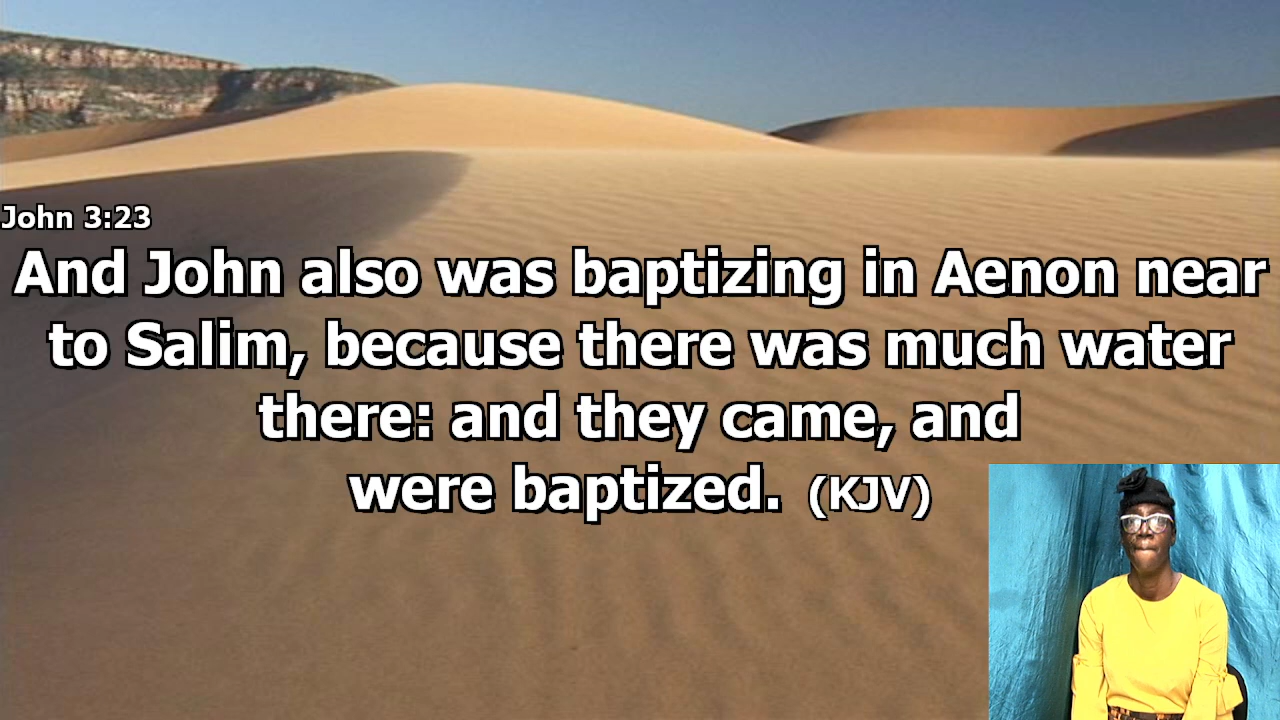 John 3:23
And John also was baptizing in Aenon near
to Salim, because there was much water
there: and they came, and
were baptized. (KJV)